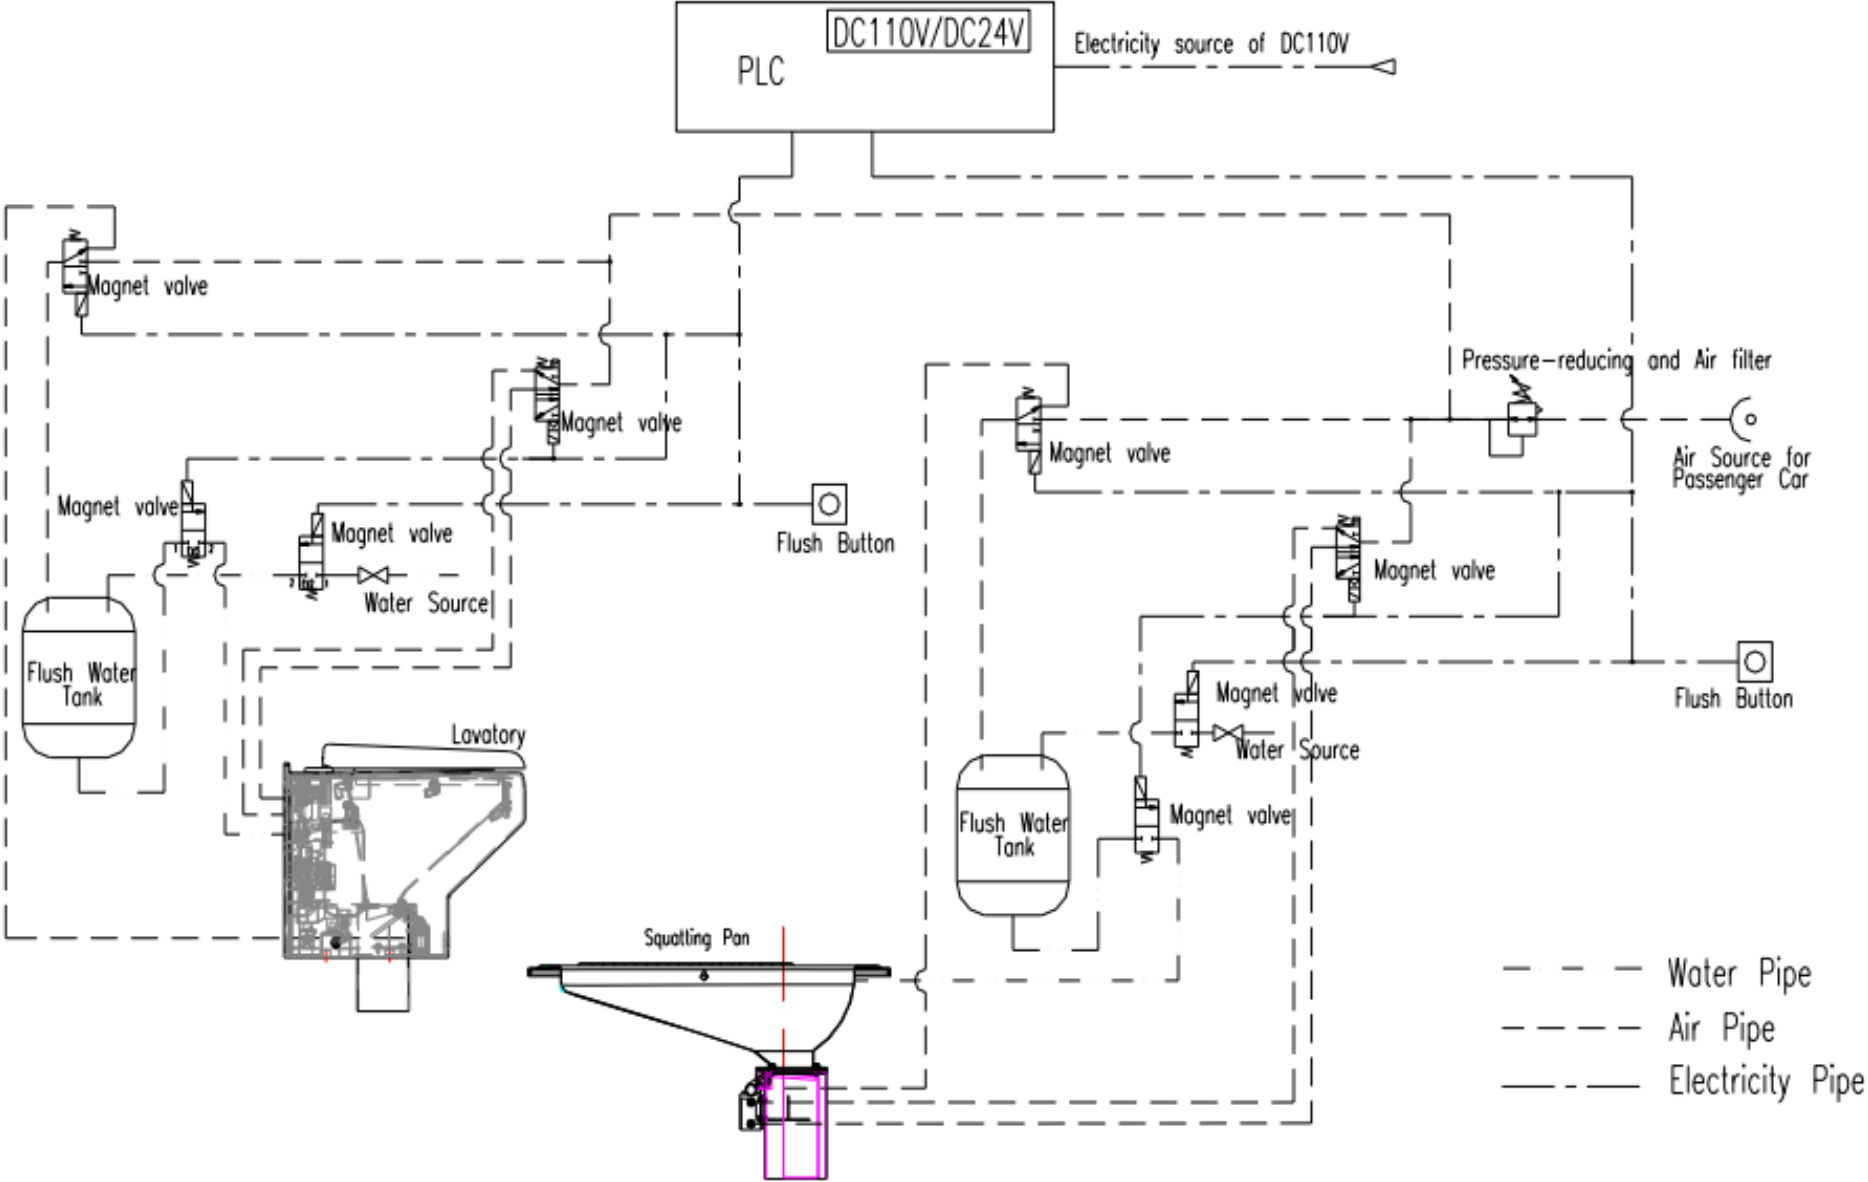 DC110V/DC24V
PLC
Electricity source of DC110V
Magnet valve
Magnet valve
Magnet valve
Magnet valve
Flush Button
Water Source
Flush Water
Tank
Lavatory
Pressure-reducing and Air filter
Air Source for
Passenger Car
Magnet valve
Magnet valve
Magnet valve
Flush Button
Water Source
Magnet valve
Flush Water
Tank
Squatting Pan
Water Pipe
Air Pipe
Electricity Pipe